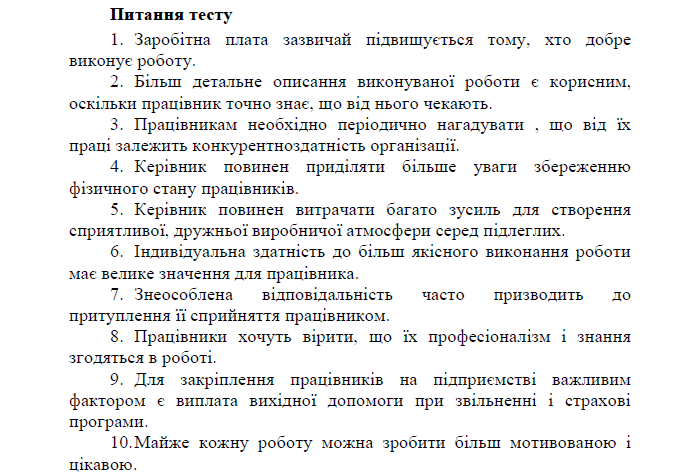 Питання тесту
1. Заробітна плата зазвичай підвищується тому, хто добре
виконує роботу.
2. Більш детальне описання виконуваної роботи є корисним,
оскільки працівник точно знає, що від нього чекають.
3. Працівникам необхідно періодично нагадувати , що від їх
праці залежить конкурентноздатність організації.
4. Керівник повинен приділяти більше уваги збереженню
фізичного стану працівників.
5. Керівник повинен витрачати багато зусиль для створення
сприятливої, дружньої виробничої атмосфери серед підлеглих.
6. Індивідуальна здатність до більш якісного виконання роботи
має велике значення для працівника.
7. Знеособлена відповідальність часто призводить до
притуплення її сприйняття працівником.
8. Працівники хочуть вірити, що їх професіоналізм і знання
згодяться в роботі.
9. Для закріплення працівників на підприємстві важливим
фактором є виплата вихідної допомоги при звільненні і страхові
програми.
10.Майже кожну роботу можна зробити більш мотивованою і
цікавою.